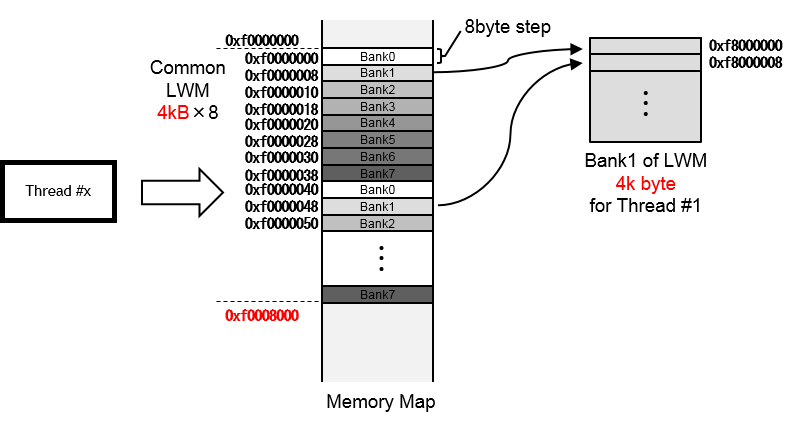 8byte step
0xf0000000
0xf0000000 Bank0
0xf0000008 Bank1
0xf0000010 Bank2
0xf0000018 Bank3
0xf0000020 Bank4
0xf0000028 Bank5
0xf0000030 Bank6
0xf0000038 Bank7
0xf0000040 Bank0
0xf0000048 Bank1
0xf0000050 Bank2
Bank7
0xf0008000
Memory Map
Common
LWM
4kB×8
Thread #x
0xf8000000
0xf8000008
Bank1 of LWM
4k byte
for Thread #1